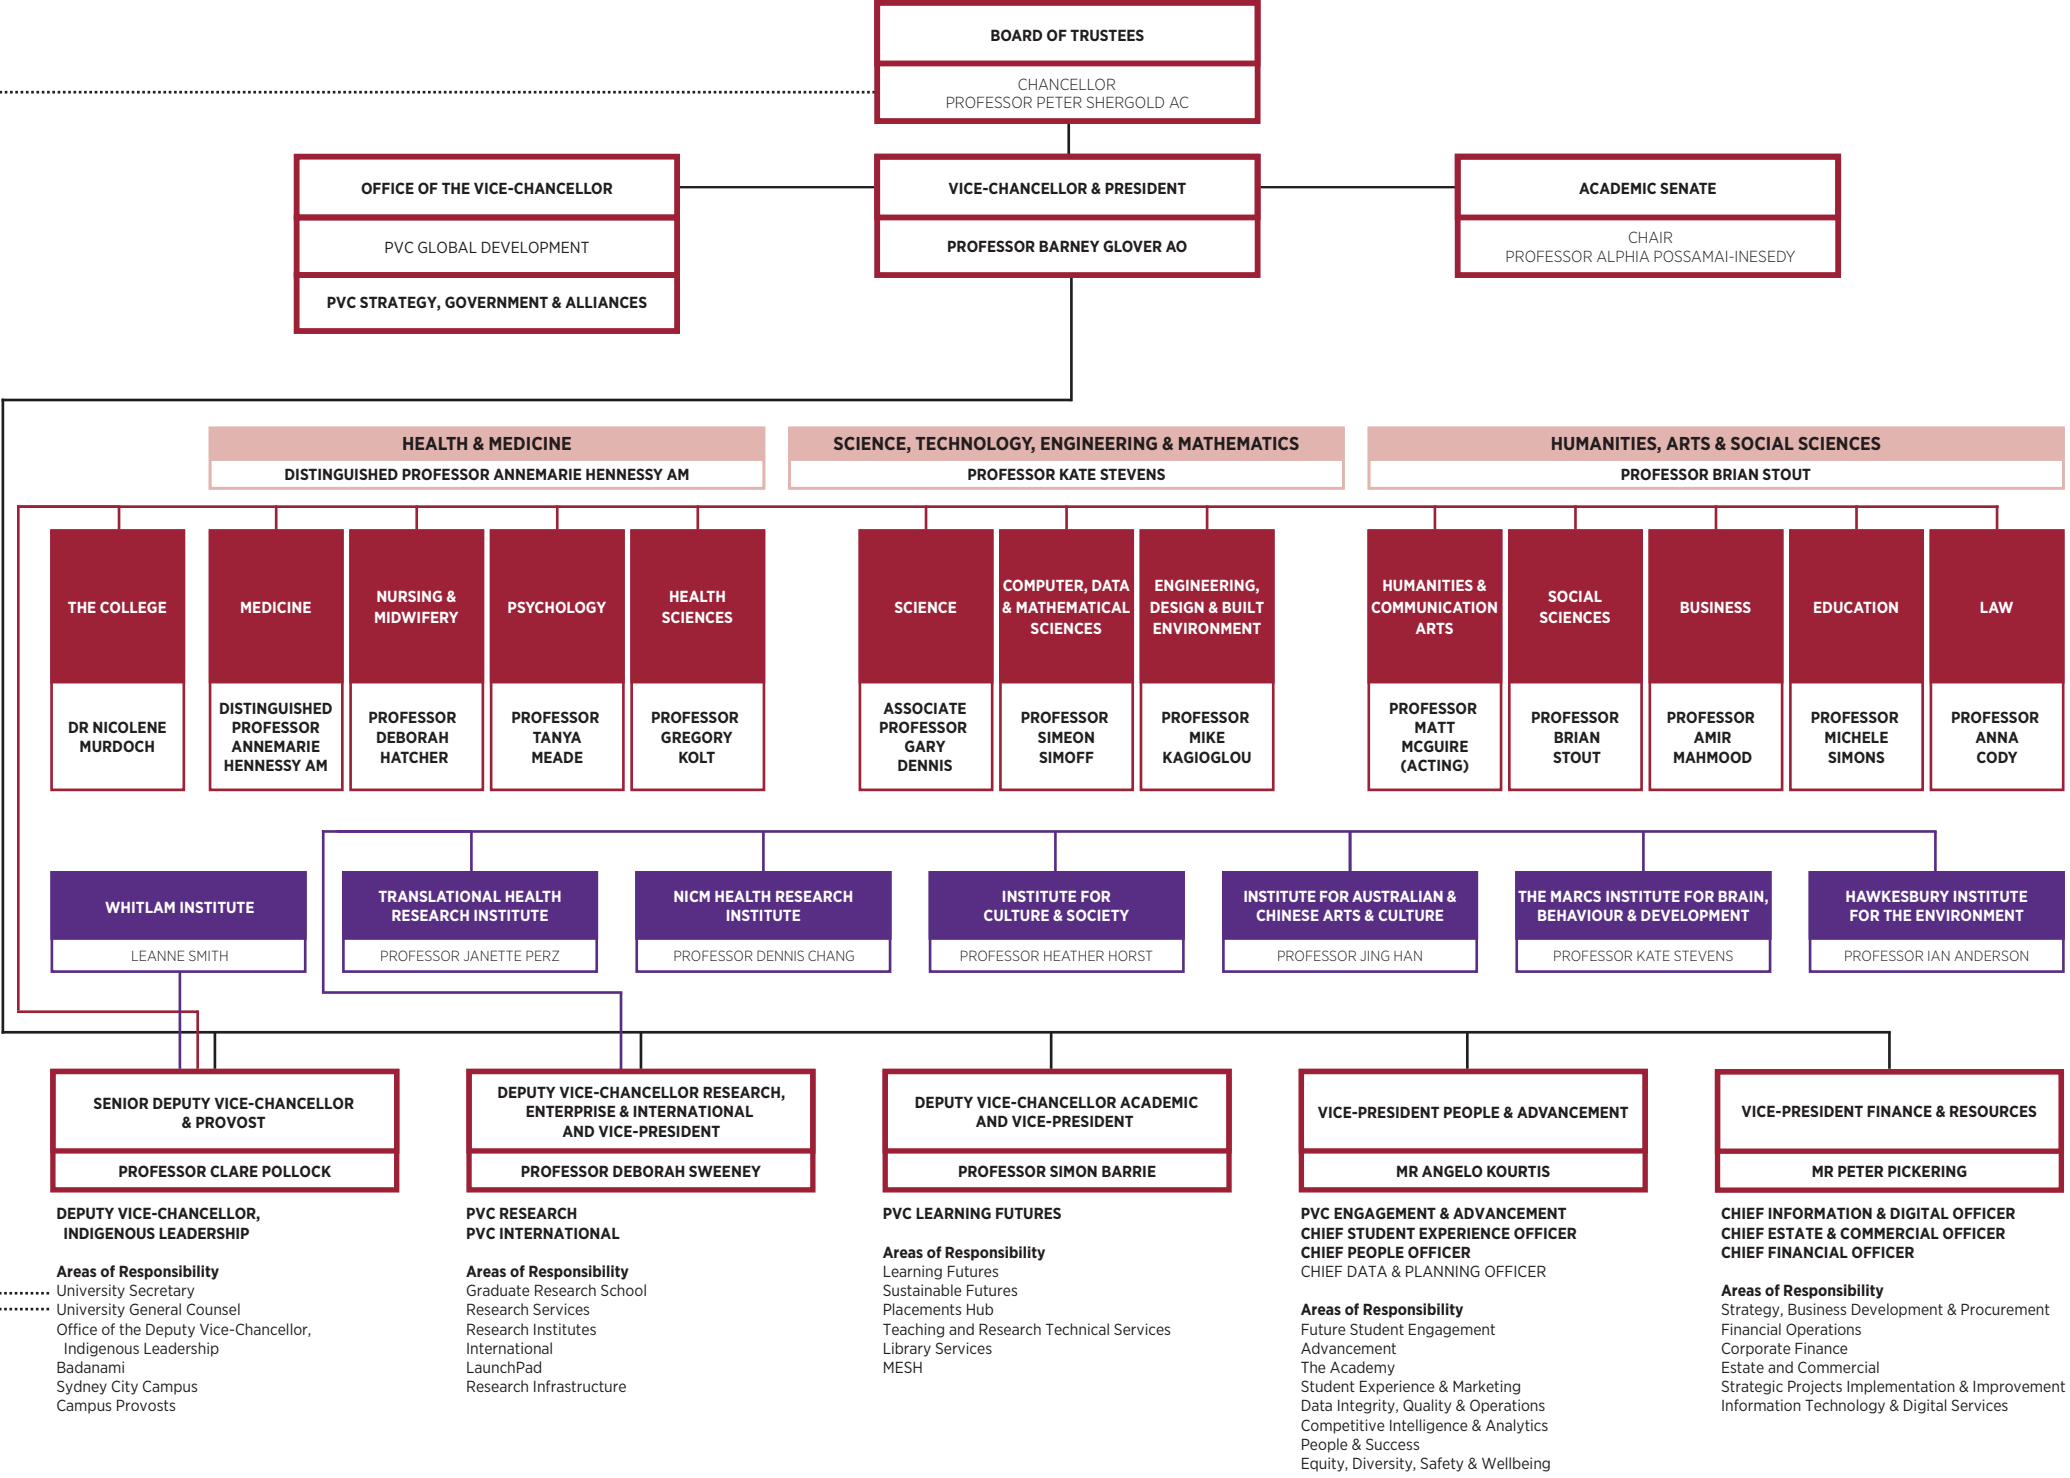 BOARD OF TRUSTEES
CHANCELLOR
PROFESSOR PETER SHERGOLD AC
OFFICE OF THE VICE-CHANCELLOR
PVC GLOBAL DEVELOPMENT
PVC STRATEGY, GOVERNMENT & ALLIANCES
VICE-CHANCELLOR & PRESIDENT
PROFESSOR BARNEY GLOVER AO
ACADEMIC SENATE
CHAIR
PROFESSOR ALPHIA POSSAMAI-INESEDY
HEALTH & MEDICINE
DISTINGUISHED PROFESSOR ANNEMARIE HENNESSY AM
SCIENCE, TECHNOLOGY, ENGINEERING & MATHEMATICS
PROFESSOR KATE STEVENS
HUMANITIES, ARTS & SOCIAL SCIENCES
PROFESSOR BRIAN STOUT
THE COLLEGE
DR NICOLENE
MURDOCH
MEDICINE
DISTINGUISHED
PROFESSOR
ANNEMARIE
HENNESSY AM
NURSING &
MIDWIFERY
PROFESSOR
DEBORAH
HATCHER
PSYCHOLOGY
PROFESSOR
TANYA
MEADE
HEALTH
SCIENCES
PROFESSOR
GREGORY
KOLT
SCIENCE
ASSOCIATE
PROFESSOR
GARY
DENNIS
COMPUTER, DATA
& MATHEMATICAL
SCIENCES
PROFESSOR
SIMEON
SIMOFF
ENGINEERING,
DESIGN & BUILT
ENVIRONMENT
PROFESSOR
MIKE
KAGIOGLOU
HUMANITIES &
COMMUNICATION
ARTS
PROFESSOR
MATT
MCGUIRE
(ACTING)
SOCIAL
SCIENCES
PROFESSOR
BRIAN
STOUT
BUSINESS
PROFESSOR
AMIR
MAHMOOD
EDUCATION
PROFESSOR
MICHELE
SIMONS
LAW
PROFESSOR
ANNA
CODY
WHITLAM INSTITUTE
LEANNE SMITH
TRANSLATIONAL HEALTH
RESEARCH INSTITUTE
PROFESSOR JANETTE PERZ
NICM HEALTH RESEARCH
INSTITUTE
PROFESSOR DENNIS CHANG
INSTITUTE FOR
CULTURE & SOCIETY
PROFESSOR HEATHER HORST
INSTITUTE FOR AUSTRALIAN &
CHINESE ARTS & CULTURE
PROFESSOR JING HAN
THE MARCS INSTITUTE FOR BRAIN,
BEHAVIOUR & DEVELOPMENT
PROFESSOR KATE STEVENS
HAWKESBURY INSTITUTE
FOR THE ENVIRONMENT
PROFESSOR IAN ANDERSON
SENIOR DEPUTY VICE-CHANCELLOR
& PROVOST
PROFESSOR CLARE POLLOCK
DEPUTY VICE-CHANCELLOR,
INDIGENOUS LEADERSHIP
Areas of Responsibility
University Secretary
University General Counsel
Office of the Deputy Vice-Chancellor,
Indigenous Leadership
Badanami
Sydney City Campus
Campus Provosts
DEPUTY VICE-CHANCELLOR RESEARCH,
ENTERPRISE & INTERNATIONAL
AND VICE-PRESIDENT
PROFESSOR DEBORAH SWEENEY
PVC RESEARCH
PVC INTERNATIONAL
Areas of Responsibility
Graduate Research School
Research Services
Research Institutes
International
LaunchPad
Research Infrastructure
DEPUTY VICE-CHANCELLOR ACADEMIC
AND VICE-PRESIDENT
PROFESSOR SIMON BARRIE
PVC LEARNING FUTURES
Areas of Responsibility
Learning Futures
Sustainable Futures
Placements Hub
Teaching and Research Technical Services
Library Services
MESH
VICE-PRESIDENT PEOPLE & ADVANCEMENT
MR ANGELO KOURTIS
PVC ENGAGEMENT & ADVANCEMENT
CHIEF STUDENT EXPERIENCE OFFICER
CHIEF PEOPLE OFFICER
CHIEF DATA & PLANNING OFFICER
Areas of Responsibility
Future Student Engagement
Advancement
The Academy
Student Experience & Marketing
Data Integrity, Quality & Operations
Competitive Intelligence & Analytics
People & Success
Equity, Diversity, Safety & Wellbeing
VICE-PRESIDENT FINANCE & RESOURCES
MR PETER PICKERING
CHIEF INFORMATION & DIGITAL OFFICER
CHIEF ESTATE & COMMERCIAL OFFICER
CHIEF FINANCIAL OFFICER
Areas of Responsibility
Strategy, Business Development & Procurement
Financial Operations
Corporate Finance
Estate and Commercial
Strategic Projects Implementation & Improvement
Information Technology & Digital Services